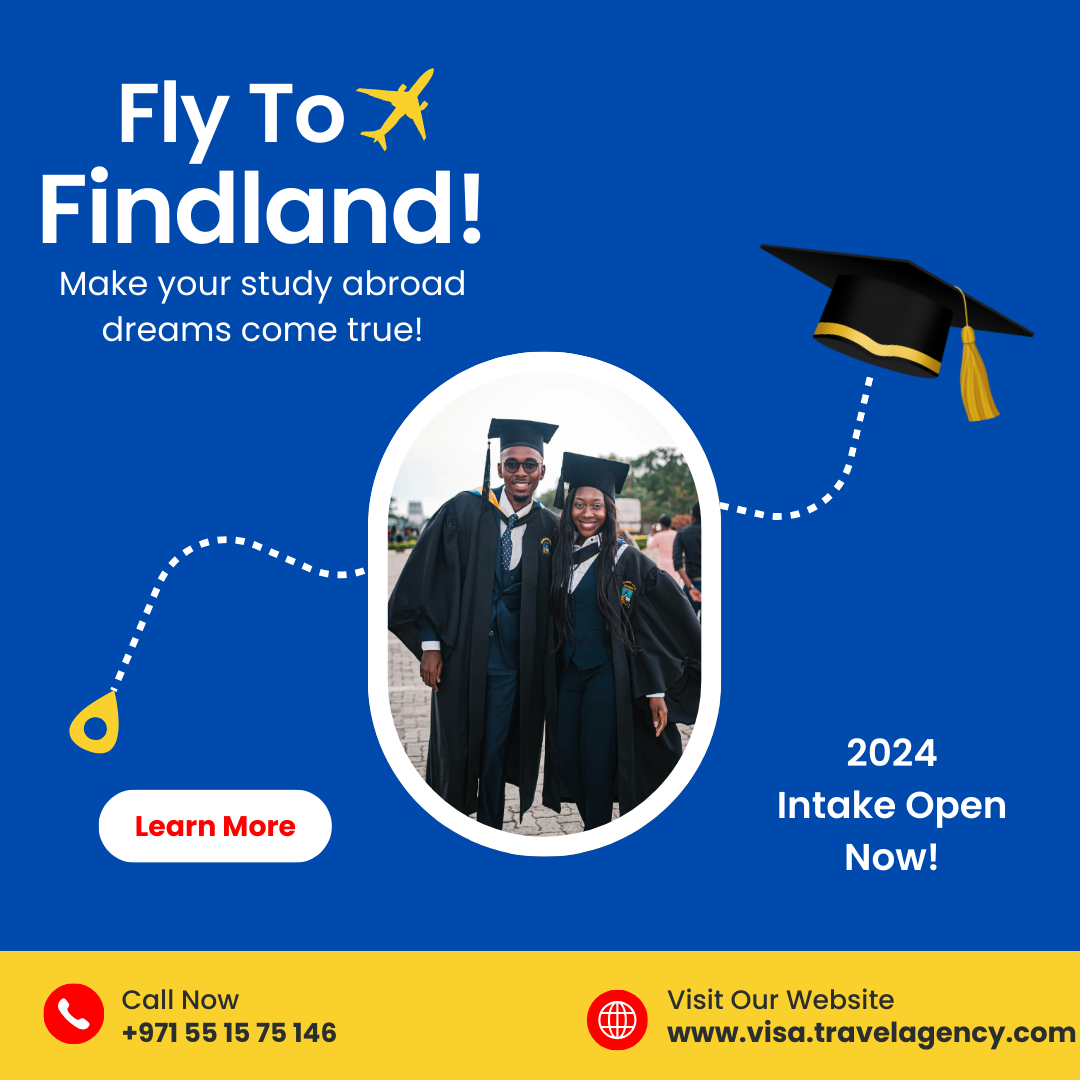 Fly To
Findland!
Make your study abroad
dreams come true!
2024
Intake Open
Now!
Learn More
Call Now
+971 55 15 75 146
Visit Our Website
www.visa.travelagency.com